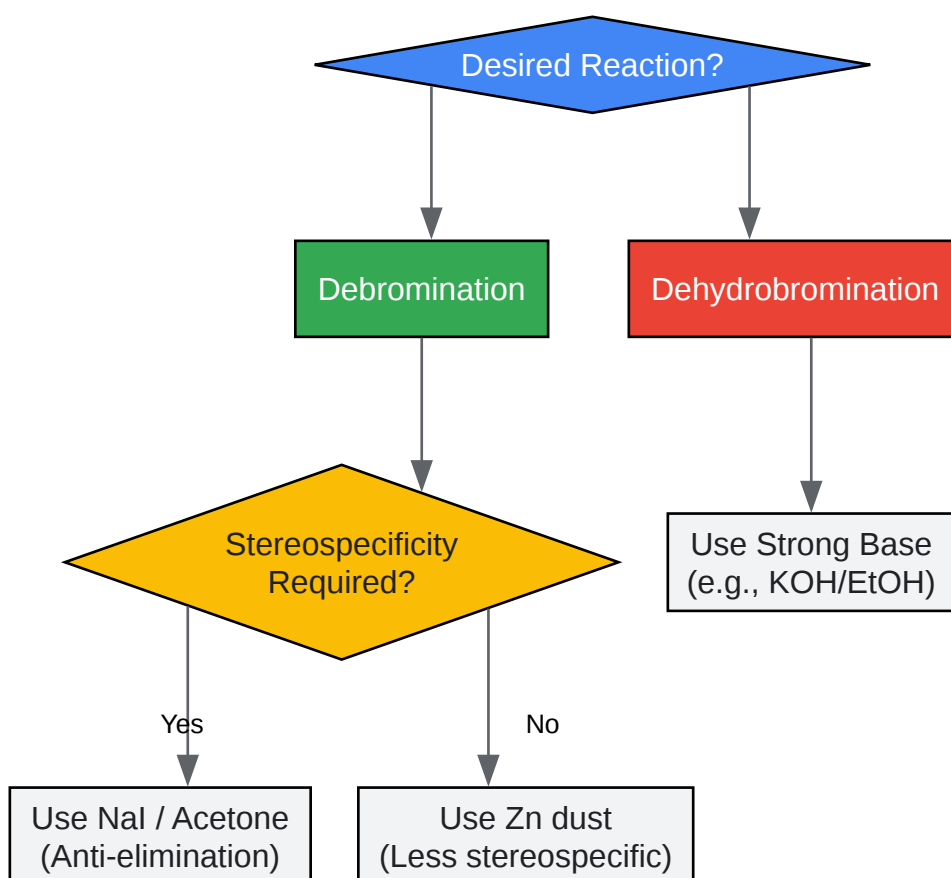 Desired Reaction?
Debromination
Dehydrobromination
Stereospecificity
Required?
Use Strong Base
(e.g., KOH/EtOH)
Yes
No
Use NaI / Acetone
(Anti-elimination)
Use Zn dust
(Less stereospecific)